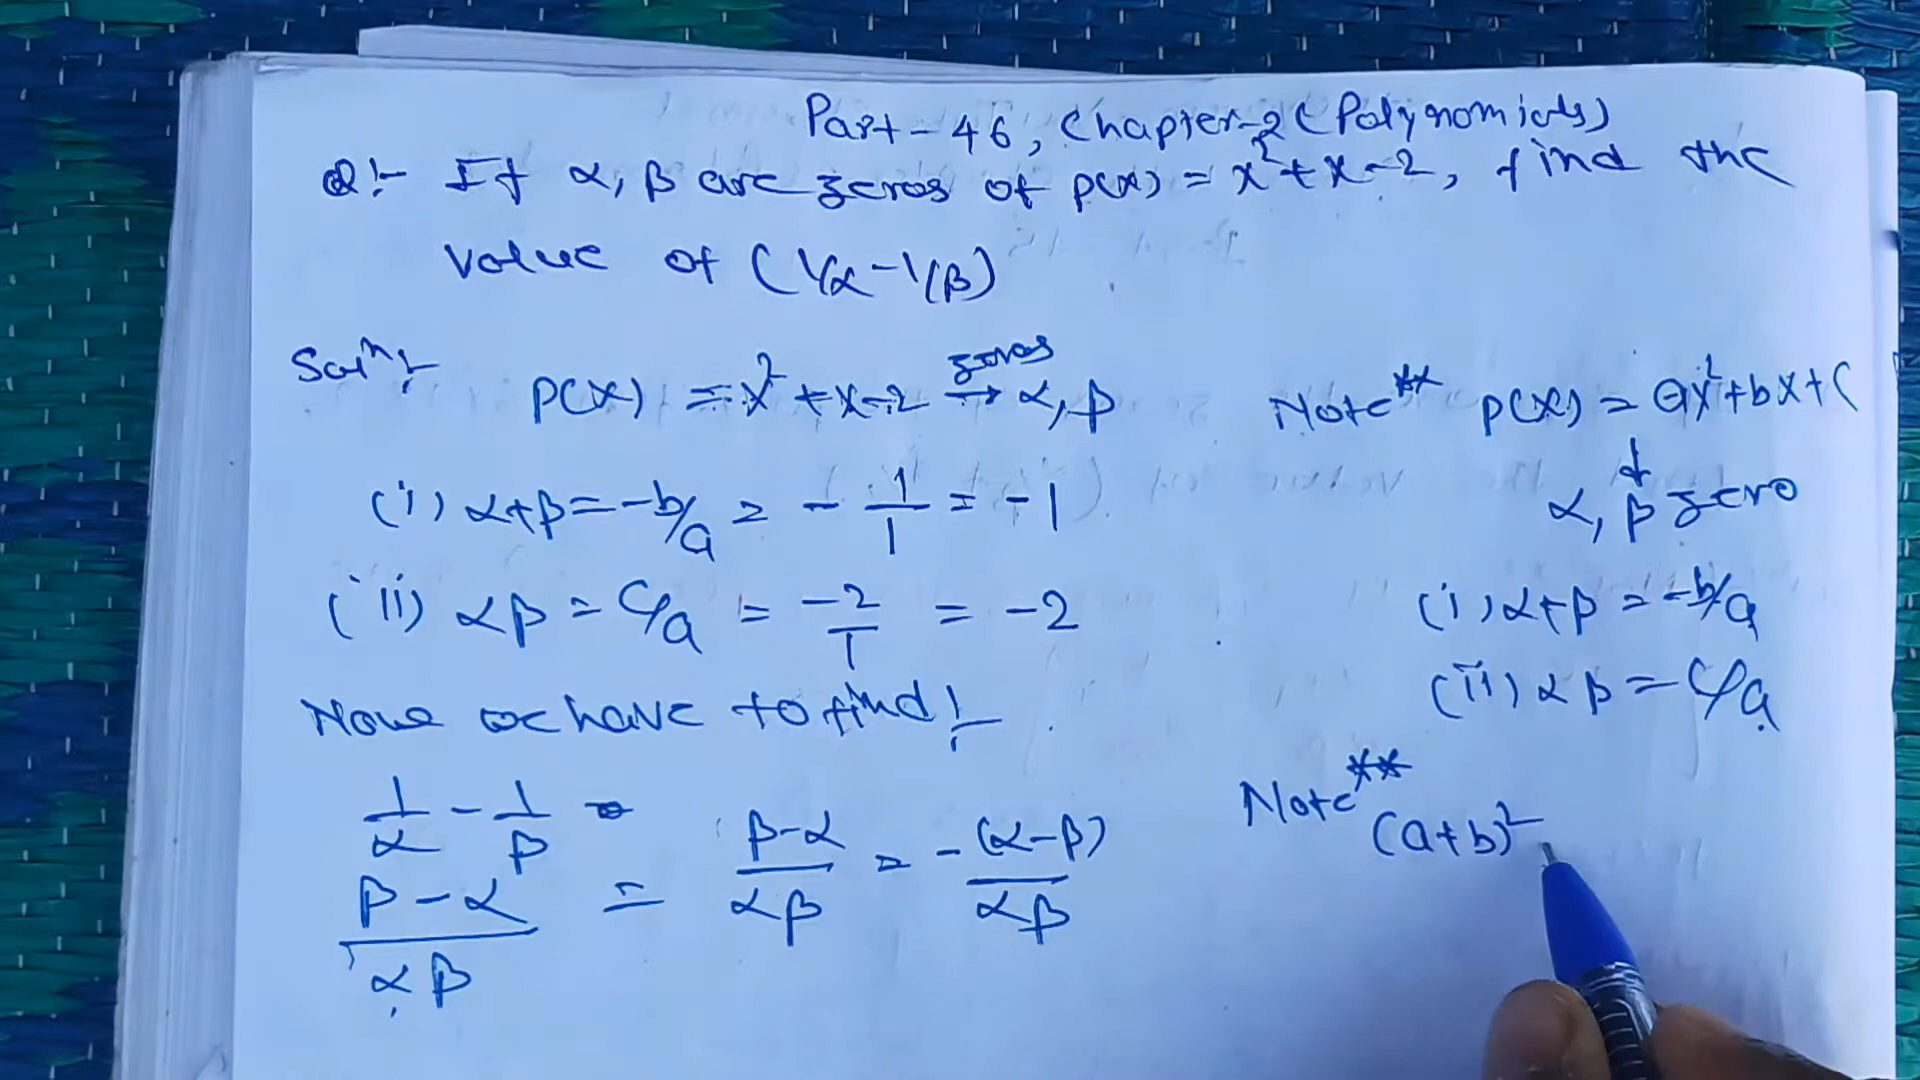 Part-46, Chapter-2 (Polynomials)
Q:- If α, β are zeros of p(x) = x²+x-2, find the
value of (1/α-1/β)
Solⁿ:-
p(x) = x²+x-2 zeros→ α, β
(i) α+β = -b/a = -1/1 = -1
(ii) αβ = c/a = -2/1 = -2
Now we have to find:-
1/α - 1/β =
β-α/αβ = β-α/αβ = -(α-β)/αβ
Note** p(x) = ax²+bx+c
↓
α, β zero
(i) α+β = -b/a
(ii) αβ = c/a
Note**
(a+b)²-